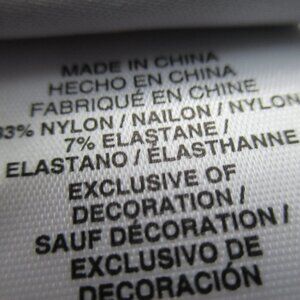 MADE IN CHINA
HECHO EN CHINA
FABRIQUÉ EN CHINE
93% NYLON / NAILON / NYLON
7% ELASTANE /
ELASTANO / ÉLASTHANNE
EXCLUSIVE OF
DECORATION /
SAUF DÉCORATION /
EXCLUSIVO DE
DECORACIÓN